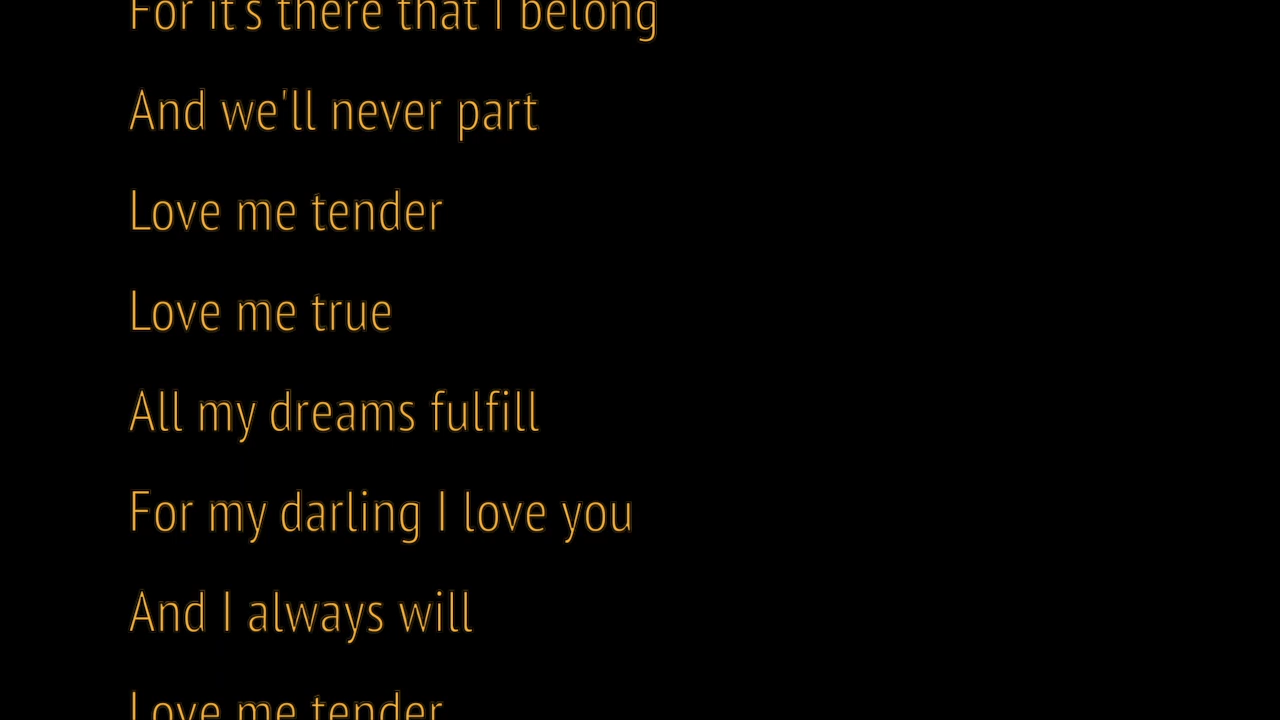 For it's there that I belong
And we'll never part
Love me tender
Love me true
All my dreams fulfill
For my darling I love you
And I always will
Love me tender